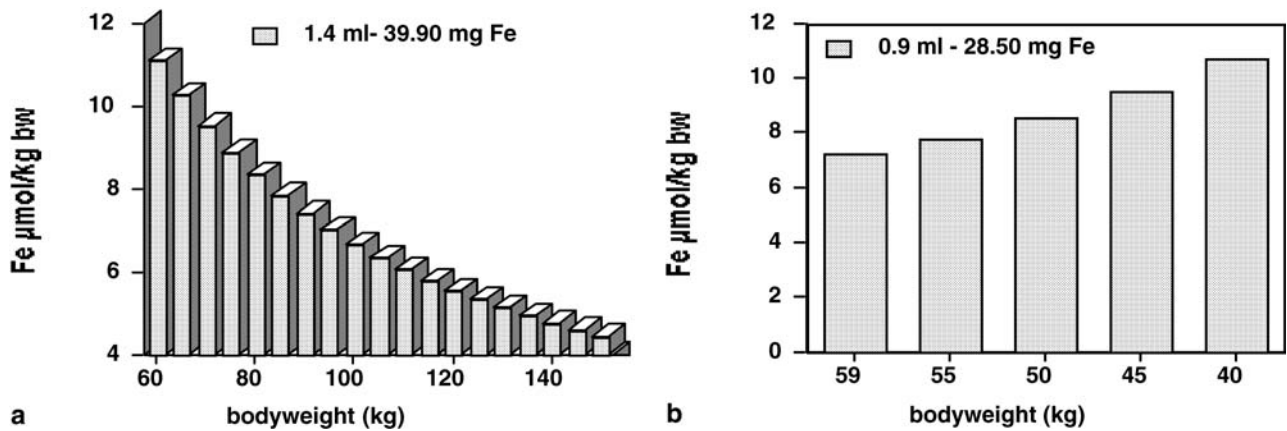 12
10
8
6
4
Fe µmol/kg bw
1.4 ml- 39.90 mg Fe
60 80 100 120 140
bodyweight (kg)
a
12
10
8
6
4
2
0
Fe µmol/kg bw
0.9 ml - 28.50 mg Fe
59 55 50 45 40
bodyweight (kg)
b